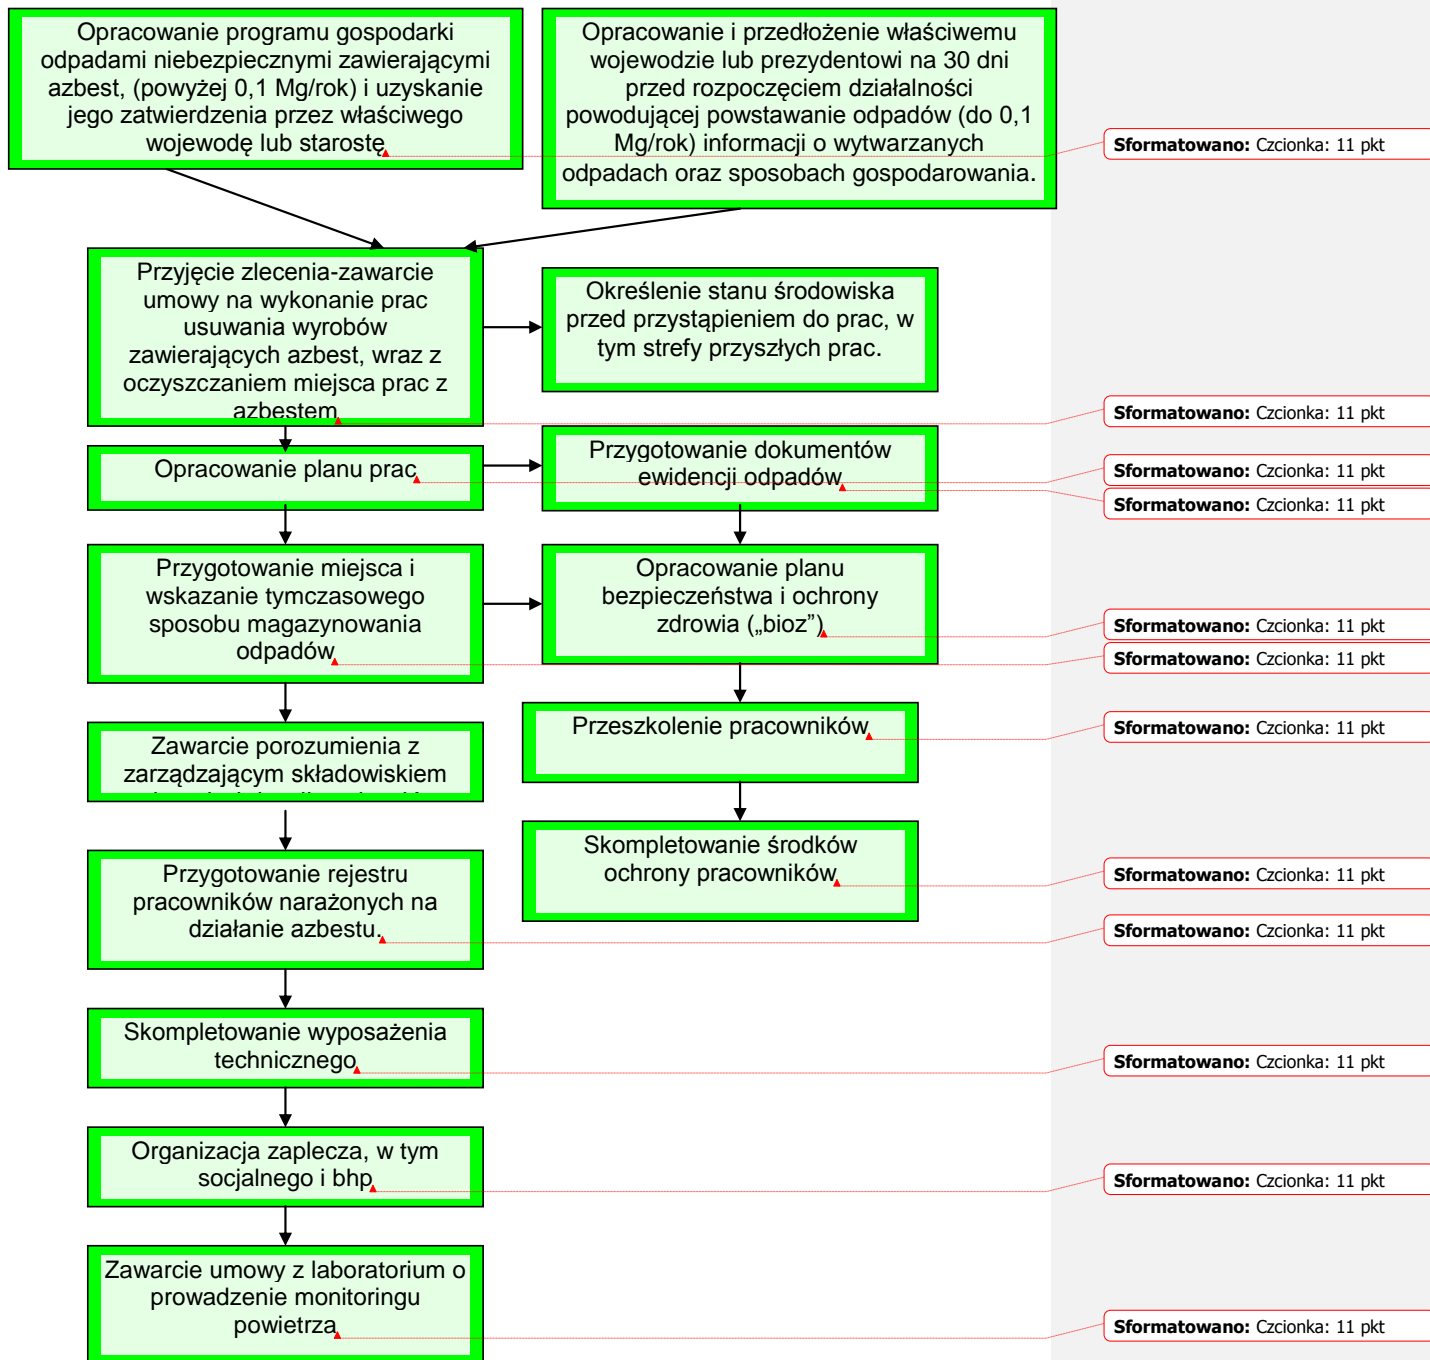 Opracowanie programu gospodarki
odpadami niebezpiecznymi zawierającymi
azbest, (powyżej 0,1 Mg/rok) i uzyskanie
jego zatwierdzenia przez właściwego
wojewodę lub starostę
Opracowanie i przedłożenie właściwemu
wojewodzie lub prezydentowi na 30 dni
przed rozpoczęciem działalności
powodującej powstawanie odpadów (do 0,1
Mg/rok) informacji o wytwarzanych
odpadach oraz sposobach gospodarowania.
Sformatowano: Czcionka: 11 pkt
Przyjęcie zlecenia-zawarcie
umowy na wykonanie prac
usuwania wyrobów
zawierających azbest, wraz z
oczyszczaniem miejsca prac z
azbestem
Określenie stanu środowiska
przed przystąpieniem do prac, w
tym strefy przyszłych prac.
Sformatowano: Czcionka: 11 pkt
Opracowanie planu prac
Przygotowanie dokumentów
ewidencji odpadów
Sformatowano: Czcionka: 11 pkt
Sformatowano: Czcionka: 11 pkt
Przygotowanie miejsca i
wskazanie tymczasowego
sposobu magazynowania
odpadów
Opracowanie planu
bezpieczeństwa i ochrony
zdrowia („bioz”)
Sformatowano: Czcionka: 11 pkt
Sformatowano: Czcionka: 11 pkt
Zawarcie porozumienia z
zarządzającym składowiskiem
Przeszkolenie pracowników
Sformatowano: Czcionka: 11 pkt
Przygotowanie rejestru
pracowników narażonych na
działanie azbestu.
Skompletowanie środków
ochrony pracowników
Sformatowano: Czcionka: 11 pkt
Sformatowano: Czcionka: 11 pkt
Skompletowanie wyposażenia
technicznego
Sformatowano: Czcionka: 11 pkt
Organizacja zaplecza, w tym
socjalnego i bhp
Sformatowano: Czcionka: 11 pkt
Zawarcie umowy z laboratorium o
prowadzenie monitoringu
powietrza
Sformatowano: Czcionka: 11 pkt